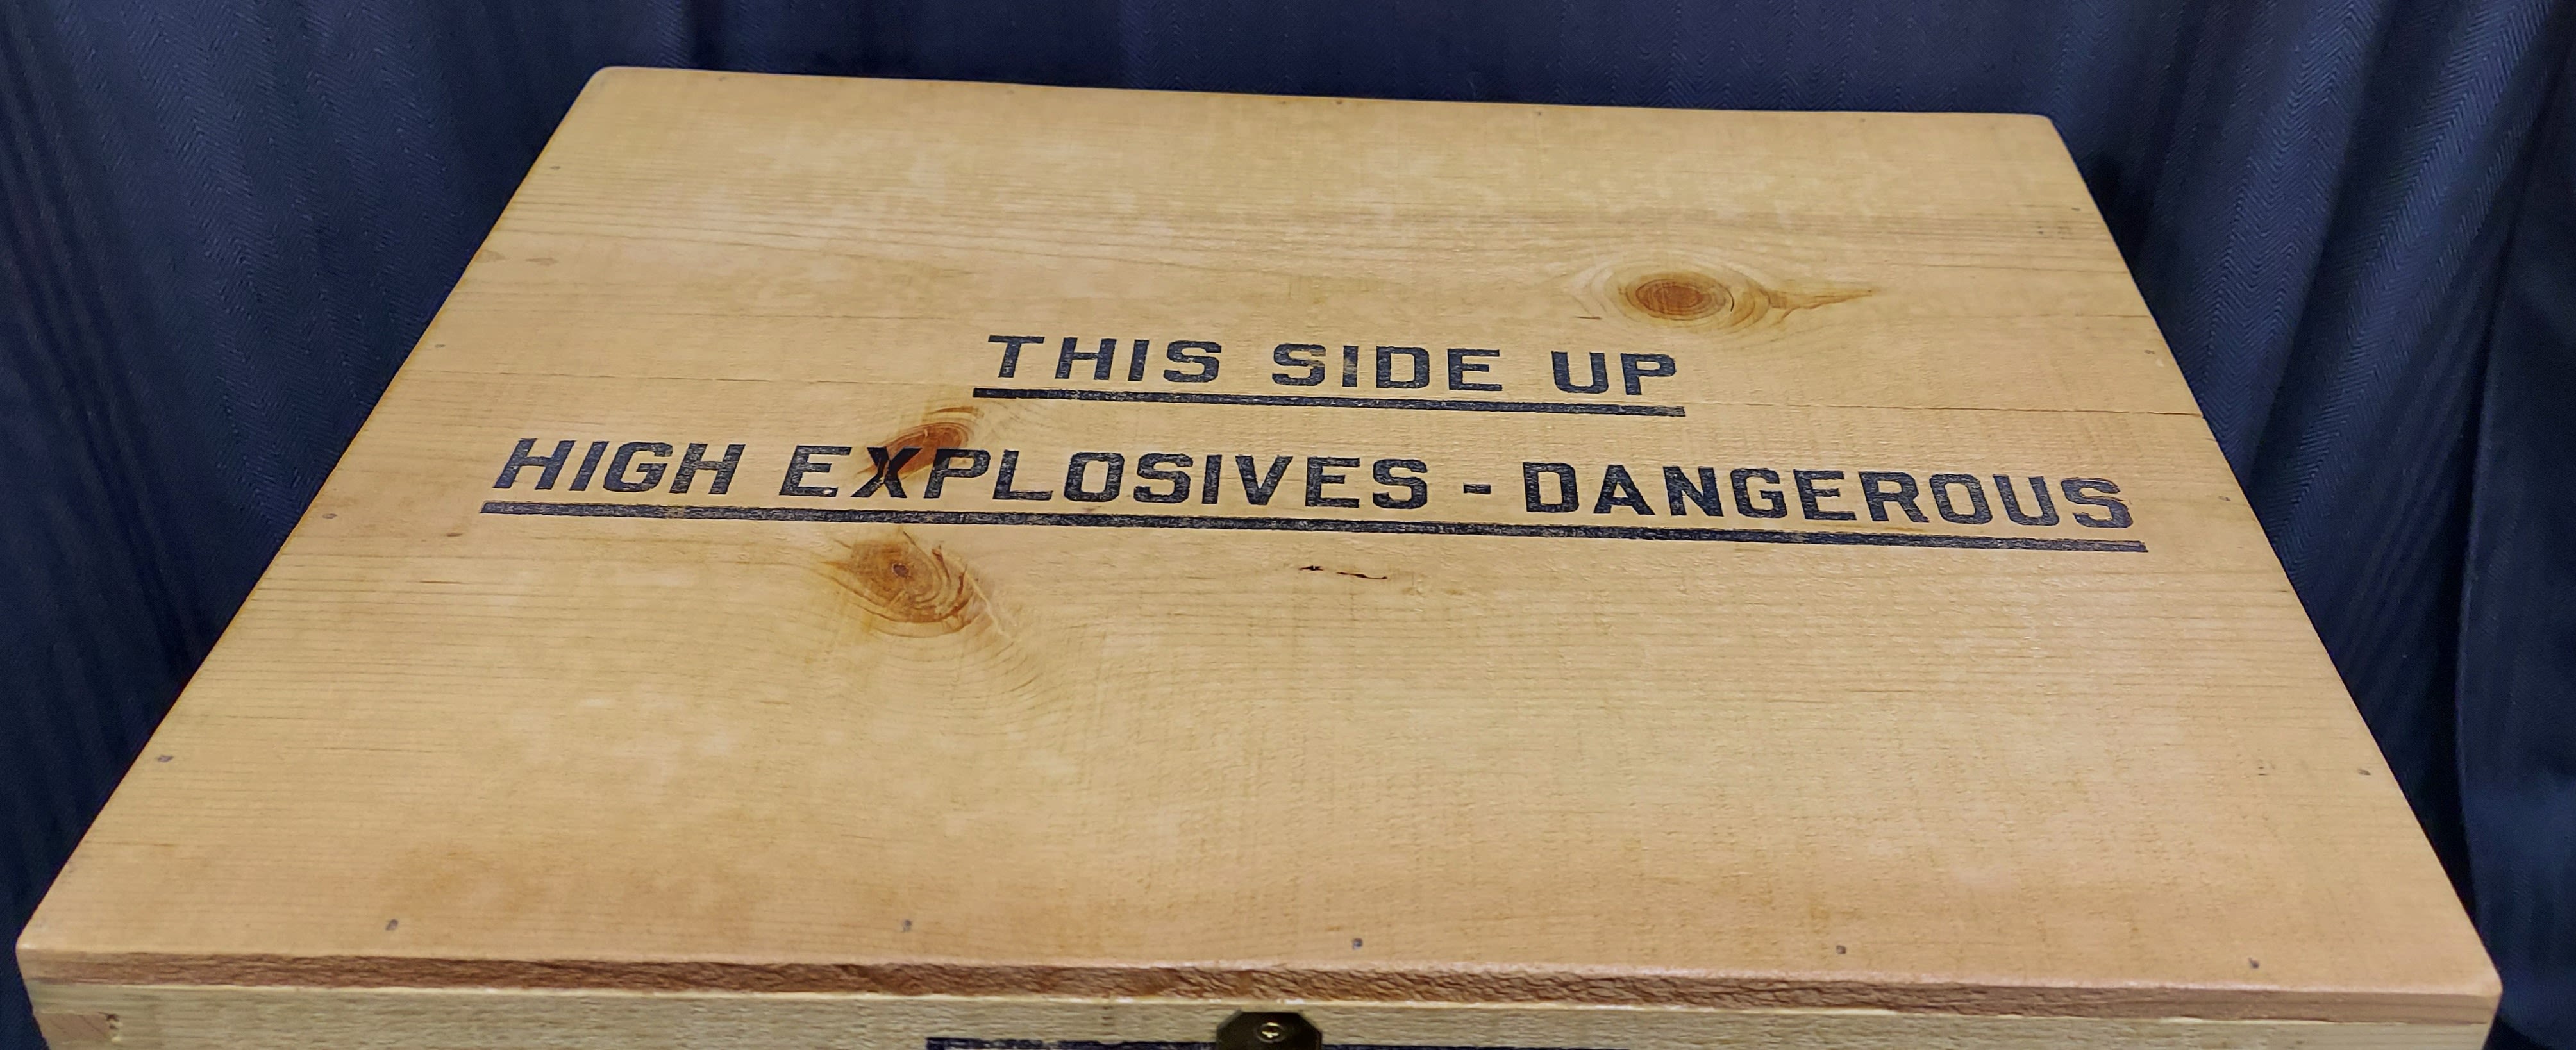 THIS SIDE UP
HIGH EXPLOSIVES - DANGEROUS